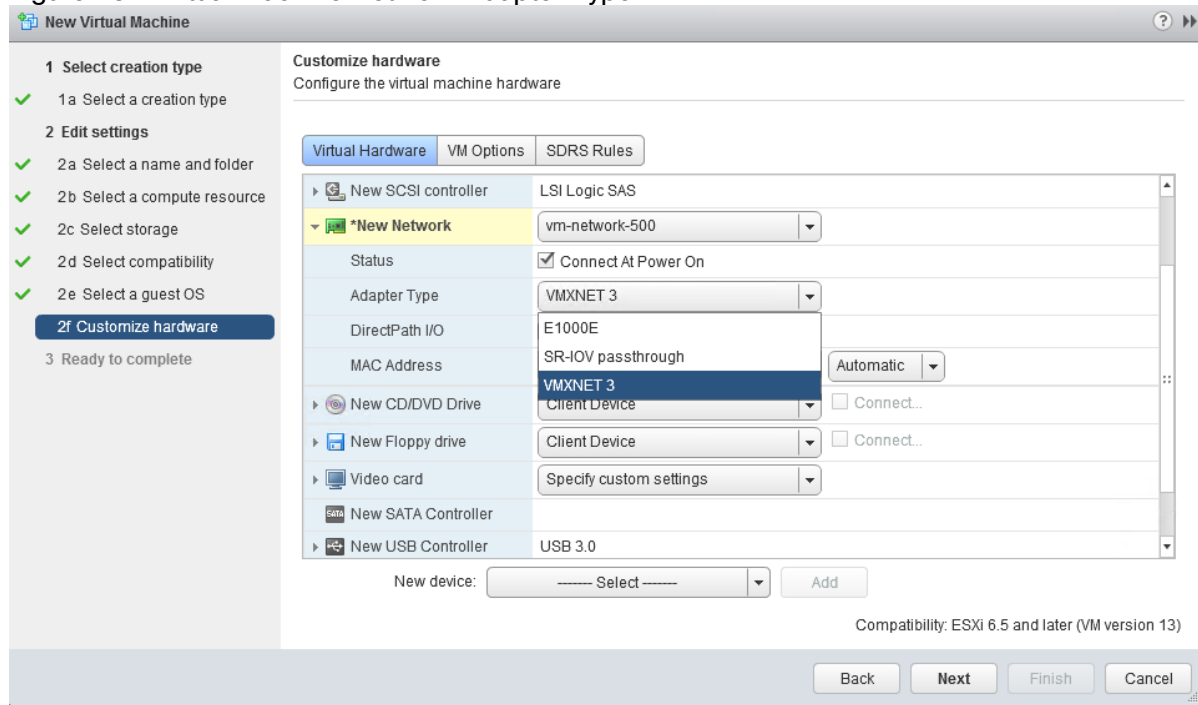 New Virtual Machine
1 Select creation type
1a Select a creation type
2 Edit settings
2a Select a name and folder
2b Select a compute resource
2c Select storage
2d Select compatibility
2e Select a guest OS
2f Customize hardware
3 Ready to complete
Customize hardware
Configure the virtual machine hardware
Virtual Hardware VM Options SDRS Rules
New SCSI controller LSI Logic SAS
*New Network vm-network-500
Status Connect At Power On
Adapter Type VMXNET 3
DirectPath I/O E1000E
SR-IOV passthrough
MAC Address Automatic
VMXNET 3
New CD/DVD Drive Client Device Connect...
New Floppy drive Client Device Connect...
Video card Specify custom settings
SATA New SATA Controller
New USB Controller USB 3.0
New device: ------- Select ------- Add
Compatibility: ESXi 6.5 and later (VM version 13)
Back Next Finish Cancel